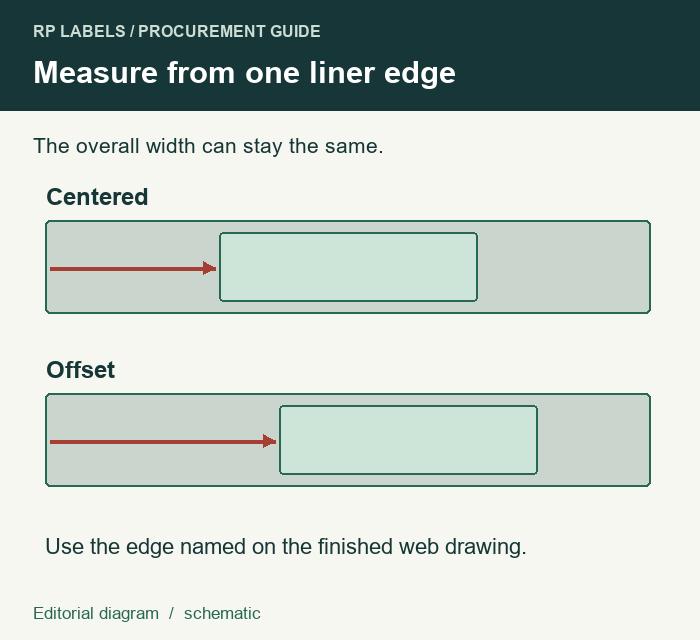 RP LABELS / PROCUREMENT GUIDE
Measure from one liner edge
The overall width can stay the same.
Centered
Offset
Use the edge named on the finished web drawing.
Editorial diagram / schematic